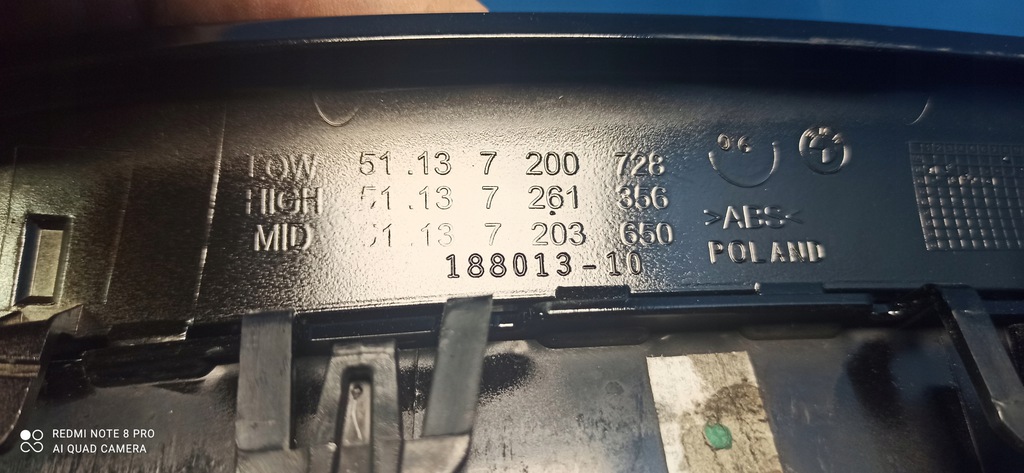 LOW 51.13 7 200 728
HIGH 51.13 7 261 356
MID 51.13 7 203 650
188013-10
06
>ABS<
POLAND
REDMI NOTE 8 PRO
AI QUAD CAMERA